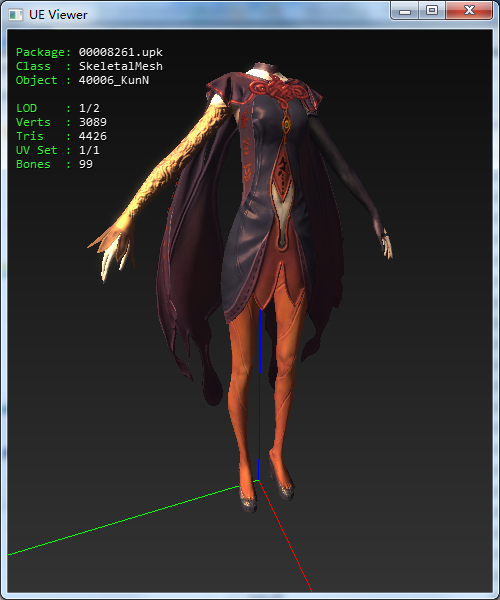 UE Viewer
Package: 00008261.upk
Class : SkeletalMesh
Object : 40006_KunN
LOD : 1/2
Verts : 3089
Tris : 4426
UV Set : 1/1
Bones : 99